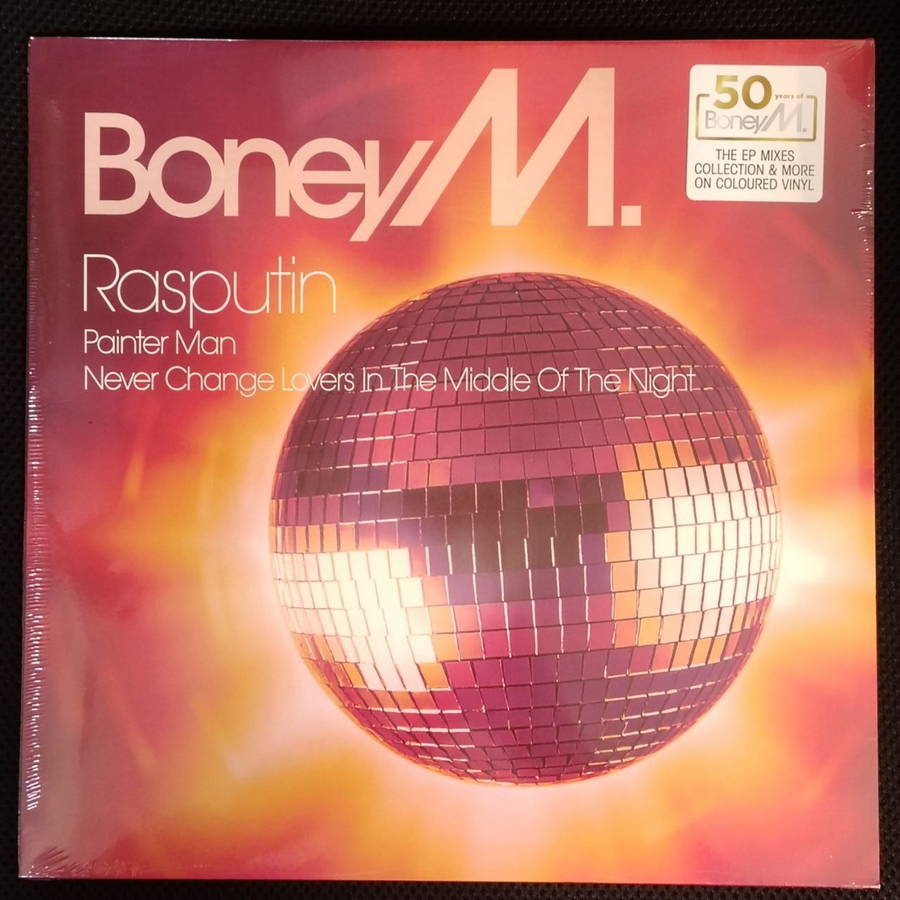 Boney M.
Rasputin
Painter Man
Never Change Lovers In The Middle Of The Night
50 years of
Boney M.
THE EP MIXES
COLLECTION & MORE
ON COLOURED VINYL